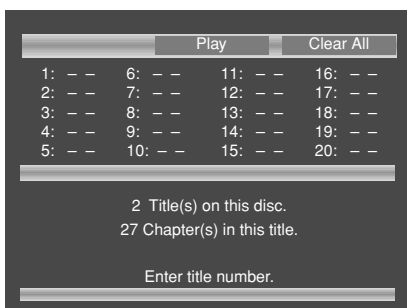 Play Clear All
1: – – 6: – – 11: – – 16: – –
2: – – 7: – – 12: – – 17: – –
3: – – 8: – – 13: – – 18: – –
4: – – 9: – – 14: – – 19: – –
5: – – 10: – – 15: – – 20: – –
2 Title(s) on this disc.
27 Chapter(s) in this title.
Enter title number.